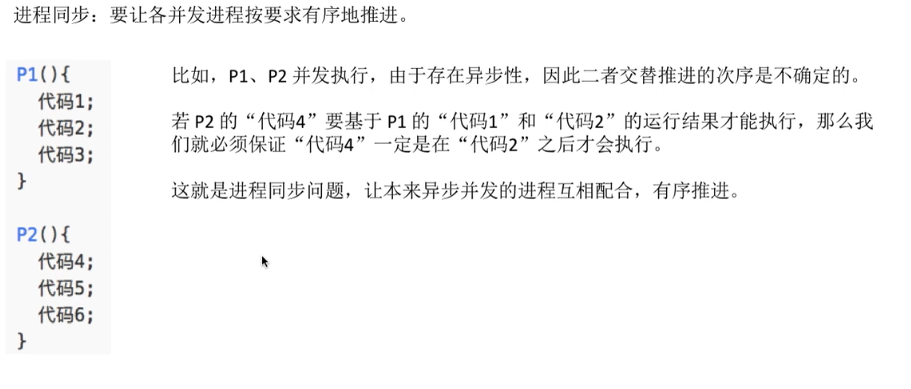 进程同步：要让各并发进程按要求有序地推进。
P1(){
代码1;
代码2;
代码3;
}
P2(){
代码4;
代码5;
代码6;
}
比如，P1、P2 并发执行，由于存在异步性，因此二者交替推进的次序是不确定的。
若 P2 的“代码4”要基于 P1 的“代码1”和“代码2”的运行结果才能执行，那么我
们就必须保证“代码4”一定是在“代码2”之后才会执行。
这就是进程同步问题，让本来异步并发的进程互相配合，有序推进。